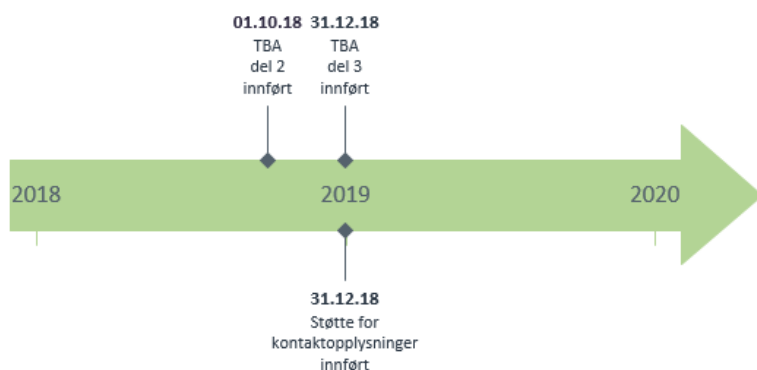 01.10.18
TBA
del 2
innført
31.12.18
TBA
del 3
innført
2018
2019
2020
31.12.18
Støtte for
kontaktopplysninger
innført